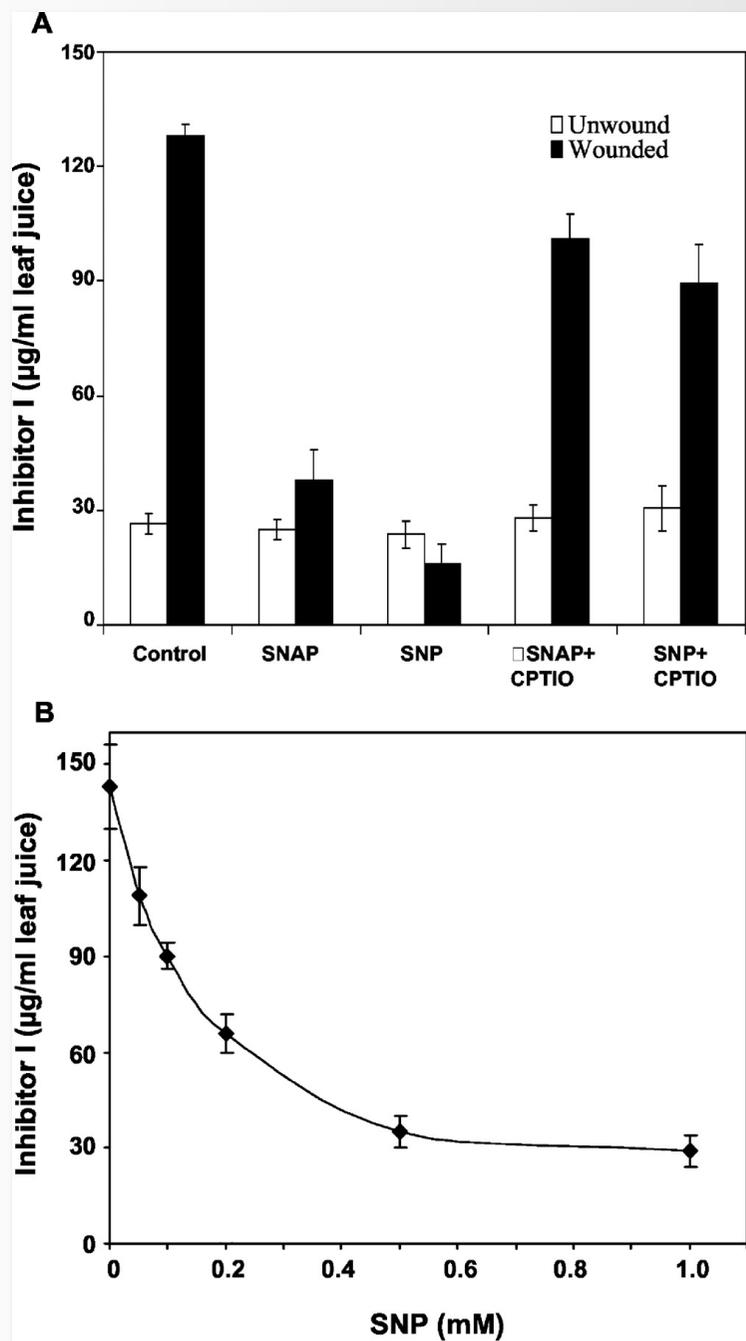 A
150
120
90
60
30
0
Inhibitor I (µg/ml leaf juice)
Unwound
Wounded
Control SNAP SNP □SNAP+ SNP+
CPTIO CPTIO
B
150
120
90
60
30
0
Inhibitor I (µg/ml leaf juice)
0 0.2 0.4 0.6 0.8 1.0
SNP (mM)